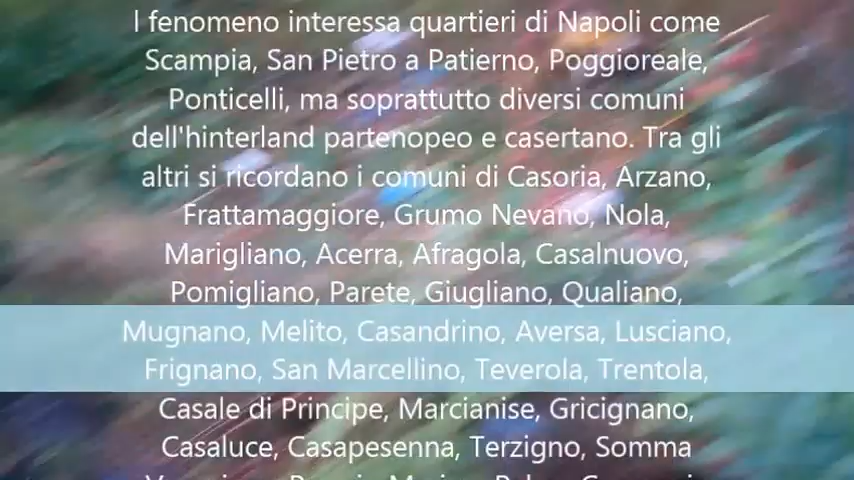 l fenomeno interessa quartieri di Napoli come
Scampia, San Pietro a Patierno, Poggioreale,
Ponticelli, ma soprattutto diversi comuni
dell'hinterland partenopeo e casertano. Tra gli
altri si ricordano i comuni di Casoria, Arzano,
Frattamaggiore, Grumo Nevano, Nola,
Marigliano, Acerra, Afragola, Casalnuovo,
Pomigliano, Parete, Giugliano, Qualiano,
Mugnano, Melito, Casandrino, Aversa, Lusciano,
Frignano, San Marcellino, Teverola, Trentola,
Casale di Principe, Marcianise, Gricignano,
Casaluce, Casapesenna, Terzigno, Somma